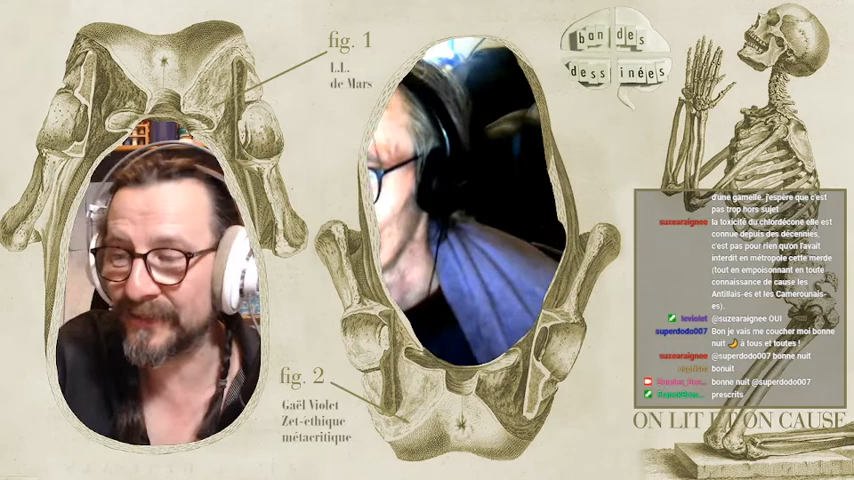 fig. 1
L.L.
de Mars
ban des
dess inées
fig. 2
Gaël Violet
Zet-éthique
métacritique
d'une gamelle. j'espère que c'est
pas trop hors sujet
suzearaignee la toxicité du chlordécone elle est
connue depuis des décennies,
c'est pas pour rien qu'on l'avait
interdit en métropole cette merde
(tout en empoisonnant en toute
connaissance de cause les
Antillais-es et les Camerounais-
es).
leviolet @suzearaignee OUI
superdodo007 Bon je vais me coucher moi bonne
nuit 🌙 à tous et toutes !
suzearaignee @superdodo007 bonne nuit
bonuit
bonne nuit @superdodo007
prescrits
ON LIT ET ON CAUSE